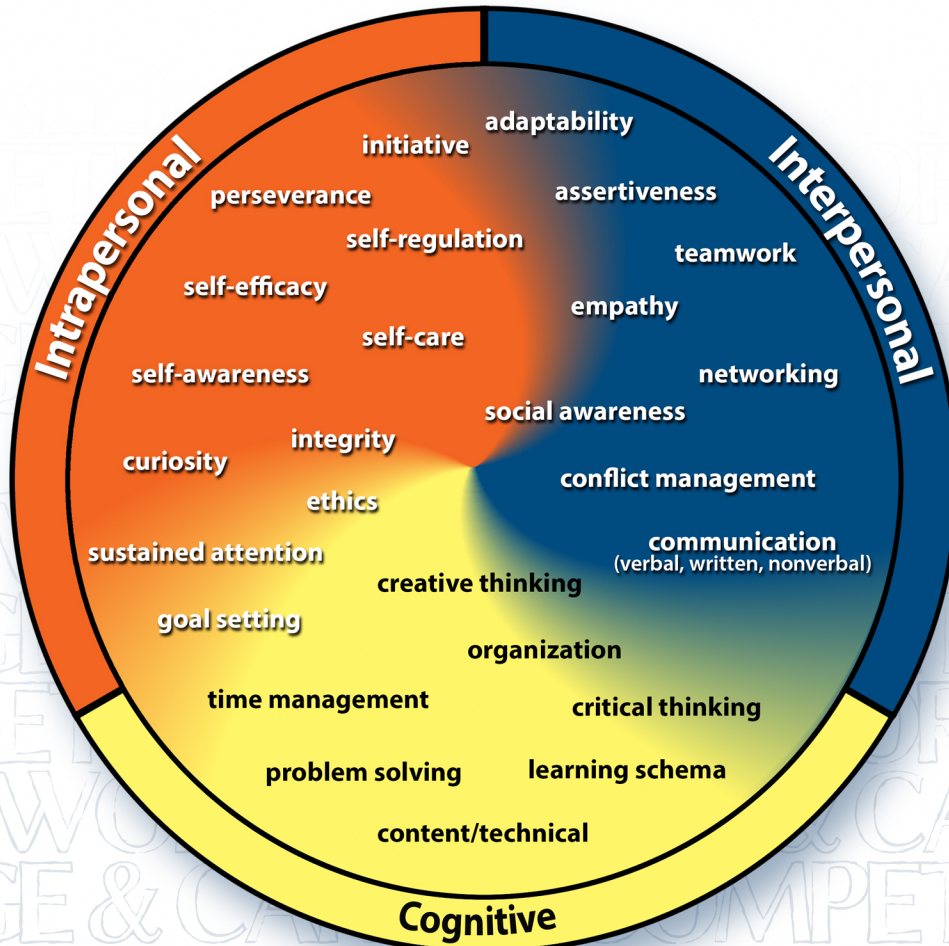 Intrapersonal
initiative
perseverance
self-regulation
self-efficacy
self-care
self-awareness
integrity
curiosity
ethics
sustained attention
goal setting
Interpersonal
adaptability
assertiveness
teamwork
empathy
networking
social awareness
conflict management
communication
(verbal, written, nonverbal)
creative thinking
organization
time management
critical thinking
problem solving
learning schema
content/technical
Cognitive